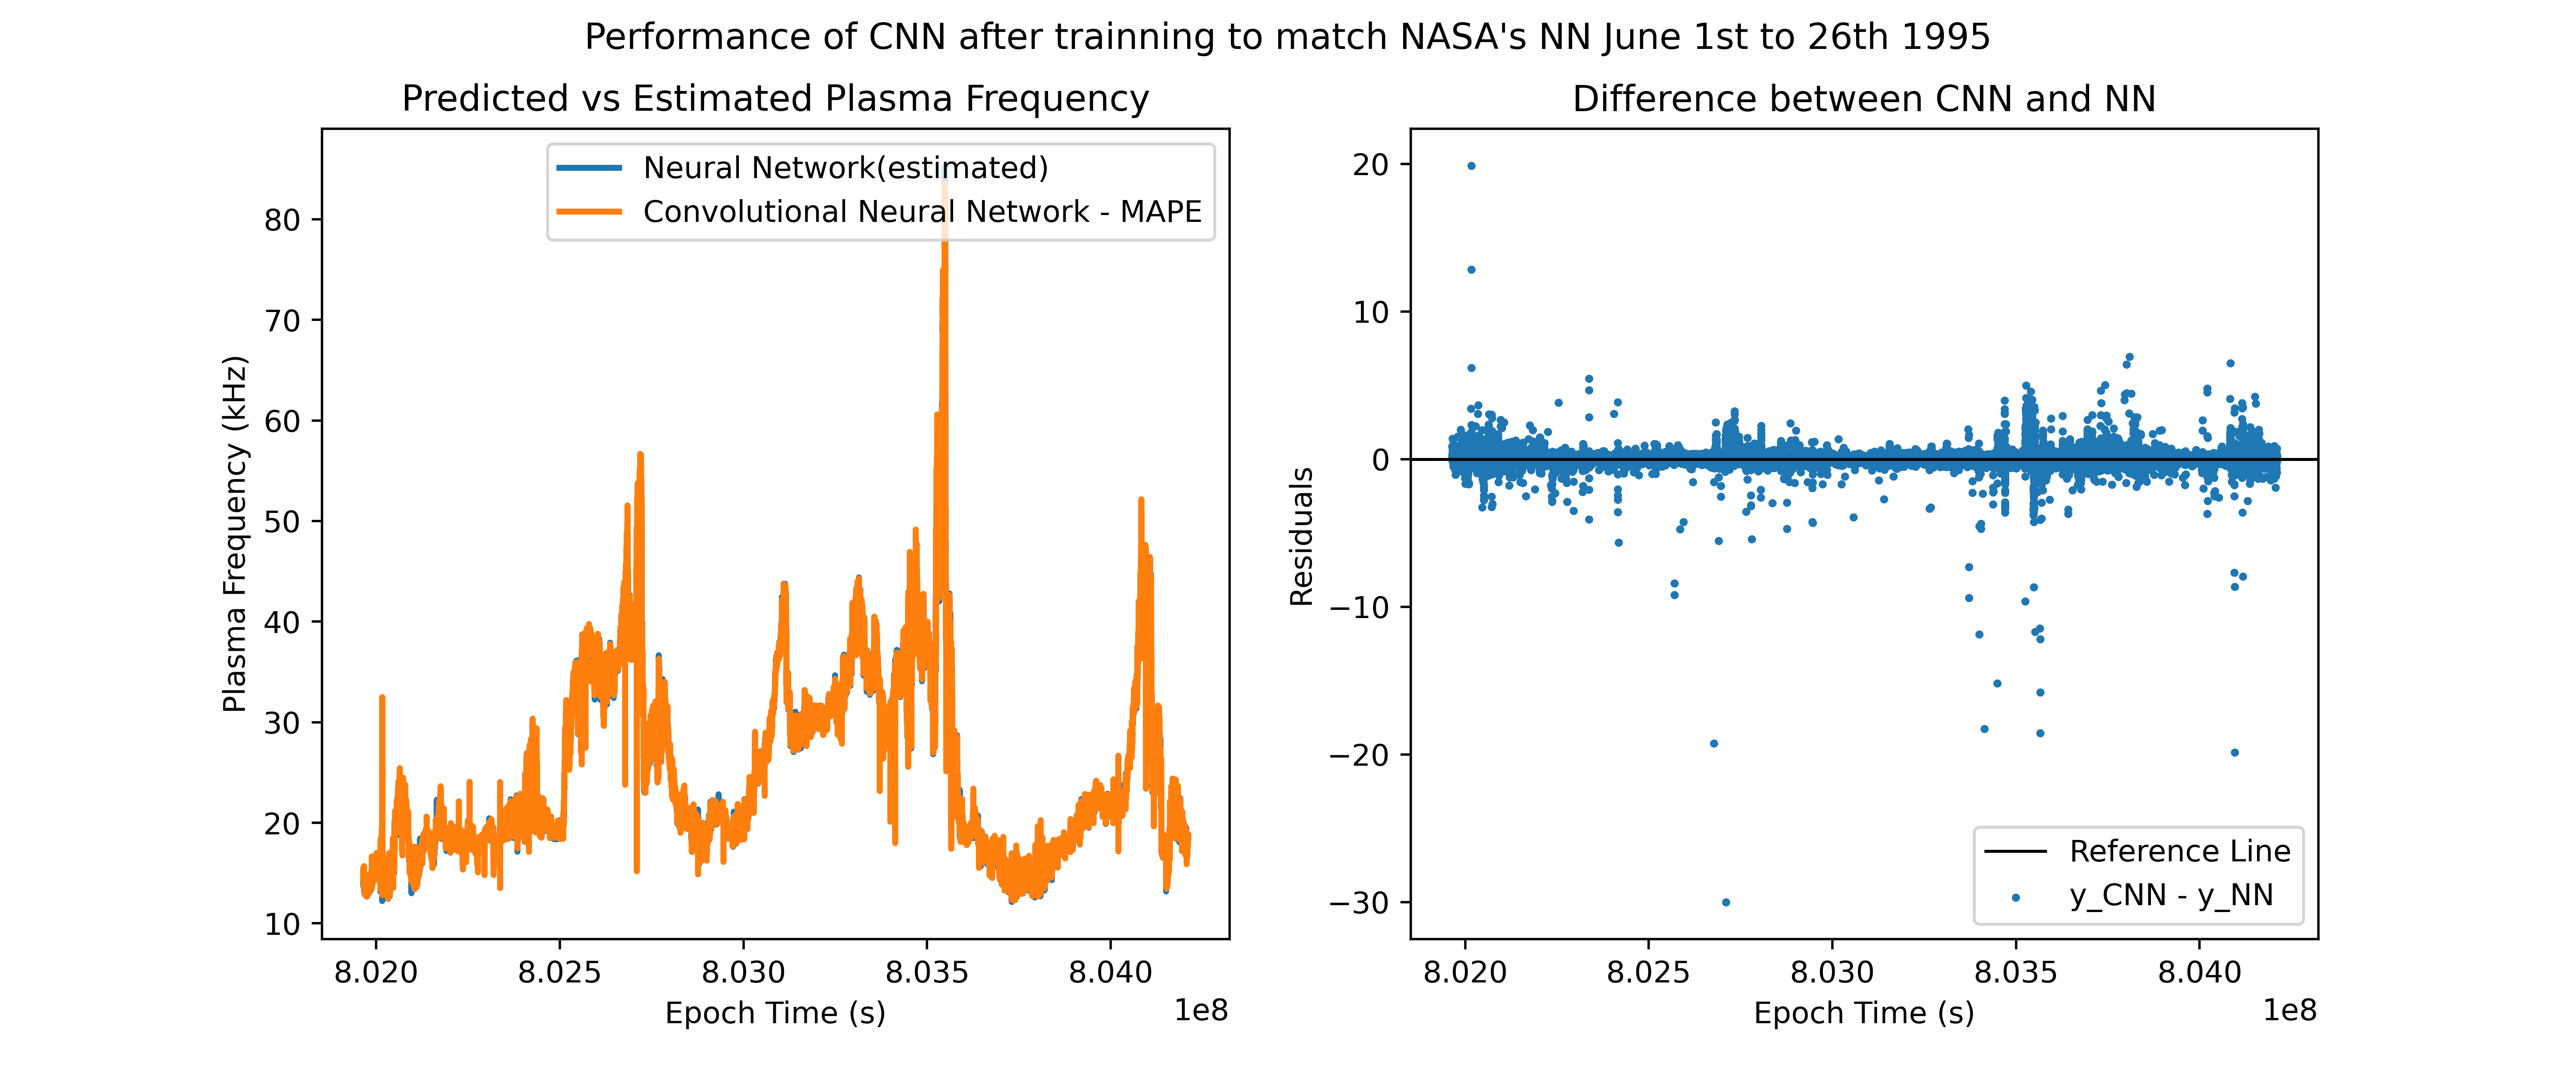 Performance of CNN after trainning to match NASA's NN June 1st to 26th 1995
Predicted vs Estimated Plasma Frequency
Neural Network(estimated)
Convolutional Neural Network - MAPE
Plasma Frequency (kHz)
80
70
60
50
40
30
20
10
8.020 8.025 8.030 8.035 8.040
1e8
Epoch Time (s)
Difference between CNN and NN
Residuals
20
10
0
−10
−20
−30
Reference Line
y_CNN - y_NN
8.020 8.025 8.030 8.035 8.040
1e8
Epoch Time (s)